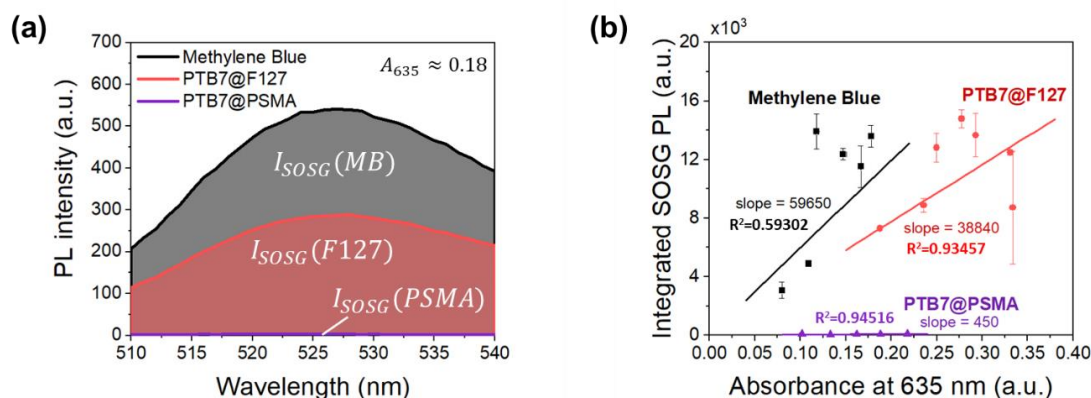 (a)
700
600
500
400
300
200
100
0
PL intensity (a.u.)
Methylene Blue
PTB7@F127
PTB7@PSMA
A₆₃₅ ≈ 0.18
I_SOSG(MB)
I_SOSG(F127)
I_SOSG(PSMA)
510 515 520 525 530 535 540
Wavelength (nm)
(b)
×10³
20
16
12
8
4
0
Integrated SOSG PL (a.u.)
Methylene Blue
PTB7@F127
slope = 59650
R²=0.59302
slope = 38840
R²=0.93457
PTB7@PSMA
R²=0.94516
slope = 450
0.00 0.05 0.10 0.15 0.20 0.25 0.30 0.35 0.40
Absorbance at 635 nm (a.u.)